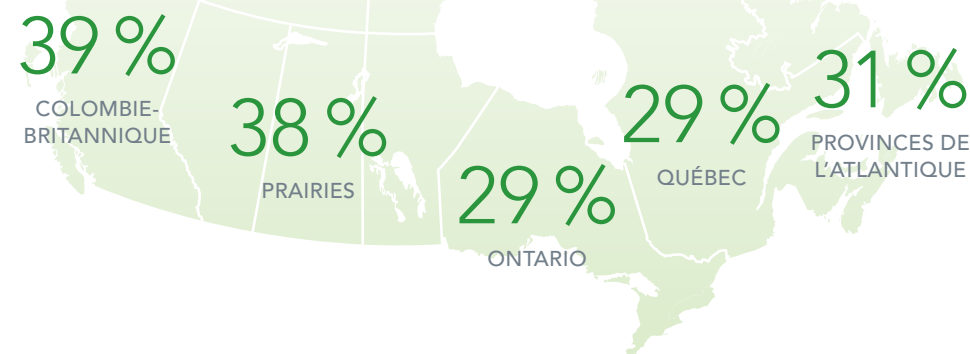 39 %
COLOMBIE-
BRITANNIQUE
38 %
PRAIRIES
29 %
ONTARIO
29 %
QUÉBEC
31 %
PROVINCES DE
L’ATLANTIQUE